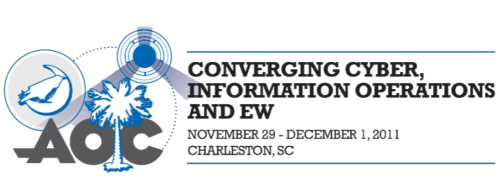 AOC
CONVERGING CYBER,
INFORMATION OPERATIONS
AND EW
NOVEMBER 29 - DECEMBER 1, 2011
CHARLESTON, SC